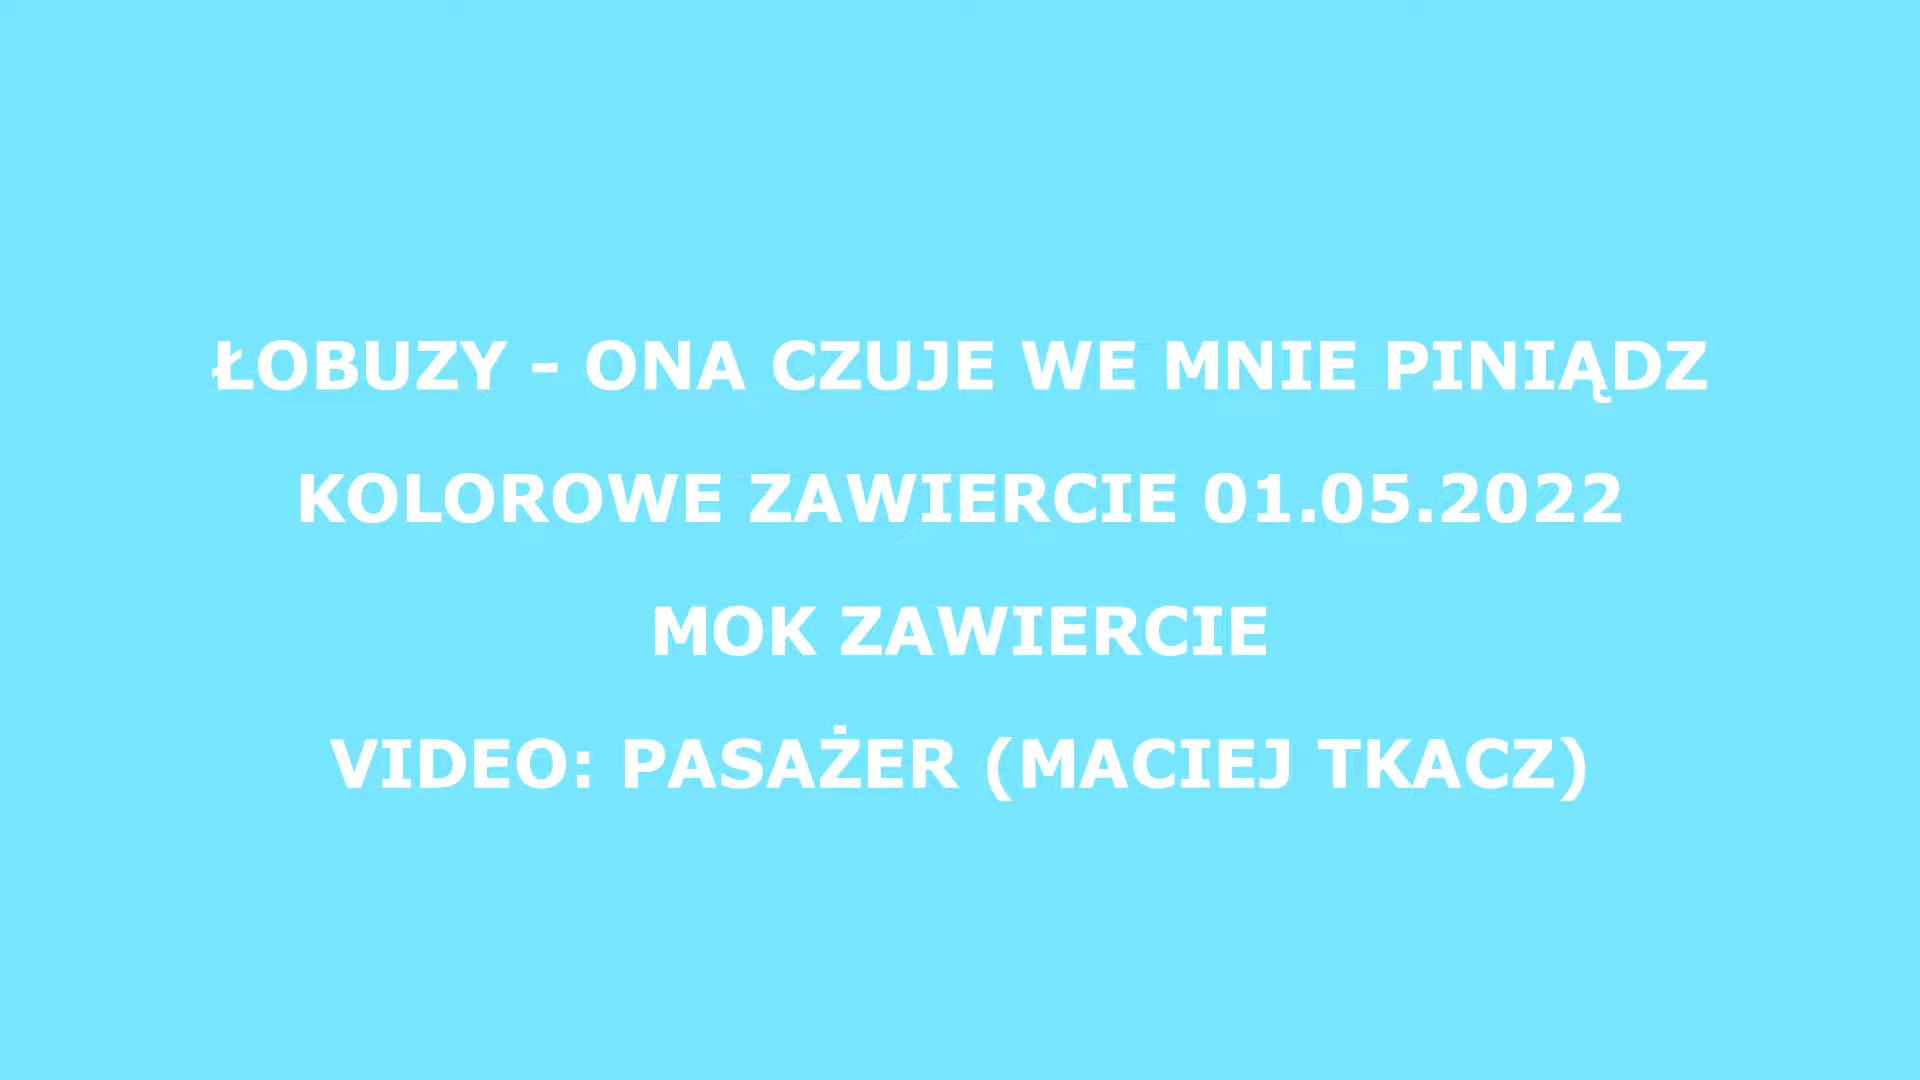 ŁOBUZY - ONA CZUJE WE MNIE PINIĄDZ
KOLOROWE ZAWIERCIE 01.05.2022
MOK ZAWIERCIE
VIDEO: PASAŻER (MACIEJ TKACZ)